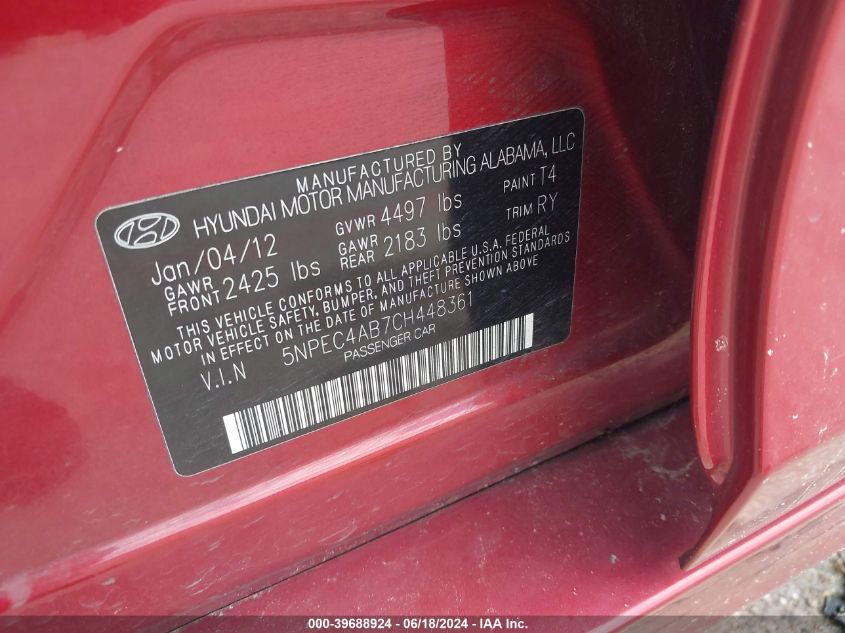 MANUFACTURED BY
HYUNDAI MOTOR MANUFACTURING ALABAMA, LLC
Jan/04/12 GVWR 4497 lbs PAINT T4
GAWR FRONT 2425 lbs GAWR REAR 2183 lbs TRIM RY
THIS VEHICLE CONFORMS TO ALL APPLICABLE U.S.A. FEDERAL
MOTOR VEHICLE SAFETY, BUMPER, AND THEFT PREVENTION STANDARDS
IN EFFECT ON THE DATE OF MANUFACTURE SHOWN ABOVE
V.I.N 5NPEC4AB7CH448361
PASSENGER CAR
000-39688924 - 06/18/2024 - IAA, Inc.